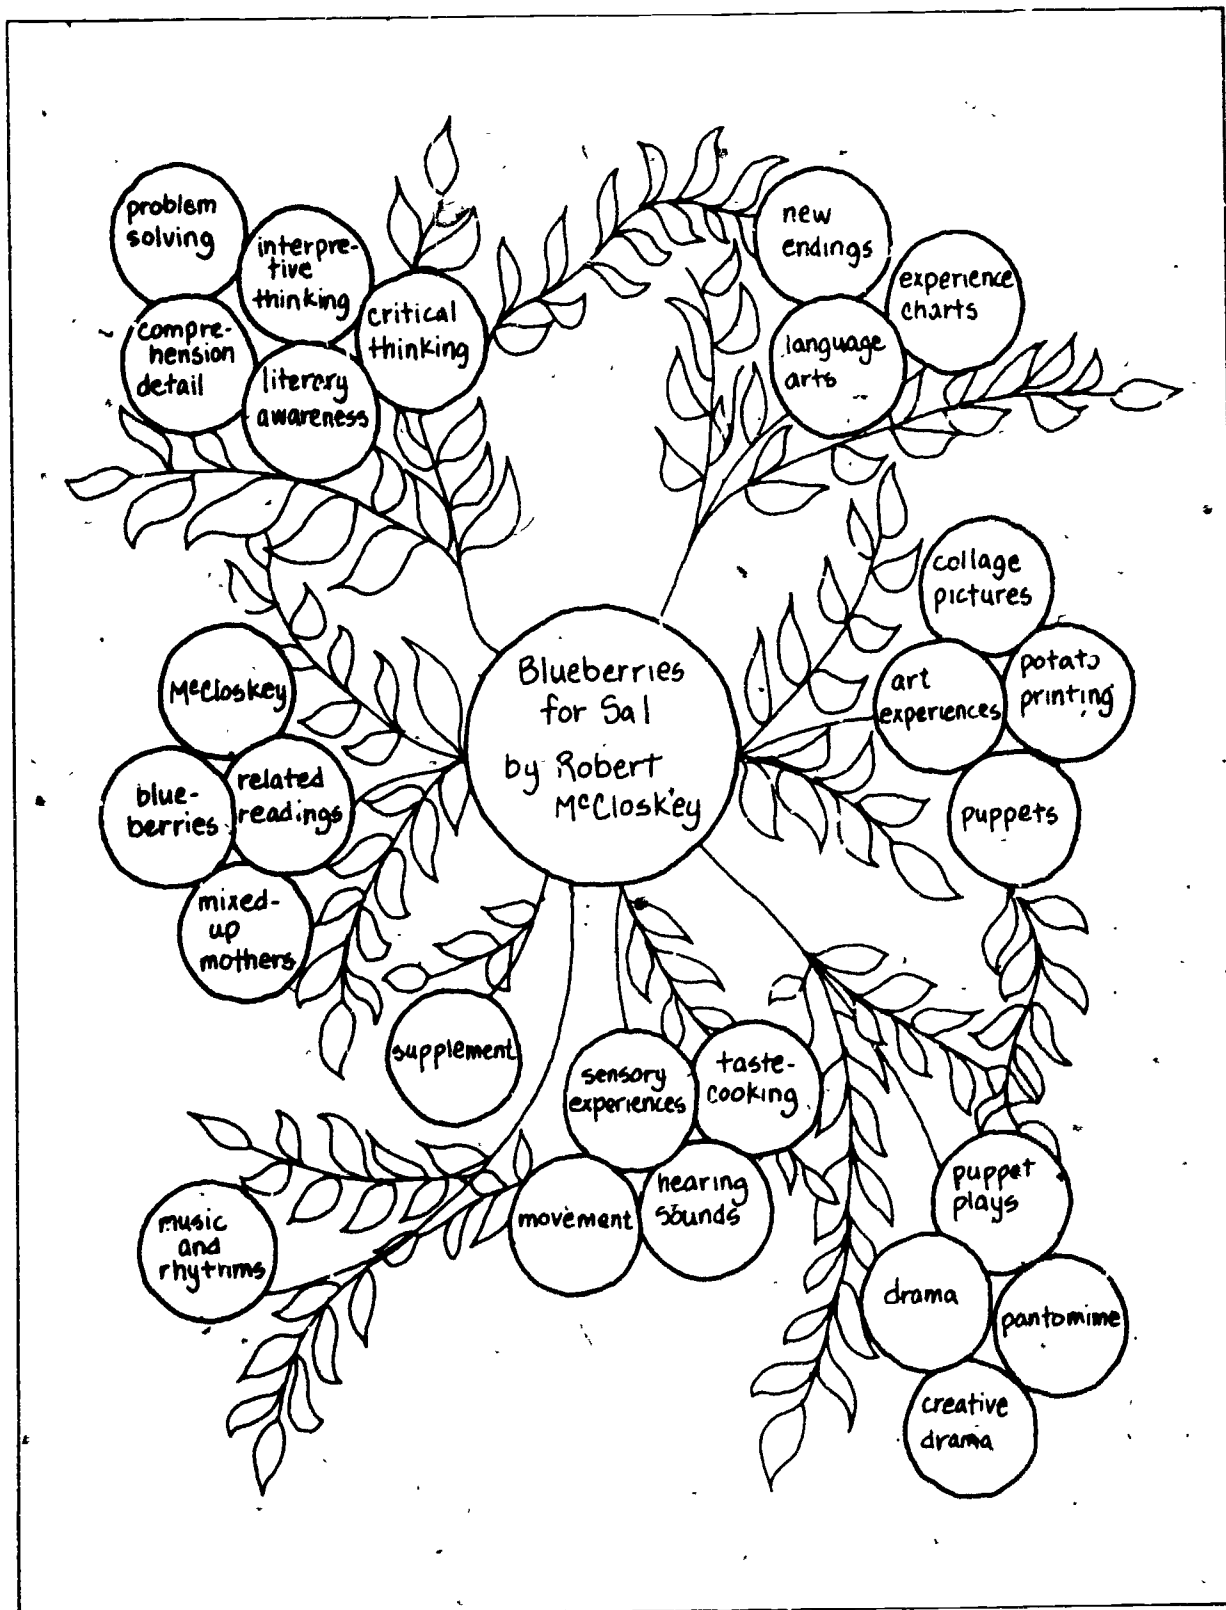 problem
solving
interpre-
tive
thinking
critical
thinking
compre-
hension
detail
literary
awareness
new
endings
experience
charts
language
arts
collage
pictures
art
experiences
potato
printing
puppets
Blueberries
for Sal
by Robert
McCloskey
McCloskey
blue-
berries
related
readings
mixed-
up
mothers
supplement
sensory
experiences
taste-
cooking
movement
hearing
sounds
music
and
rhythms
puppet
plays
drama
pantomime
creative
drama